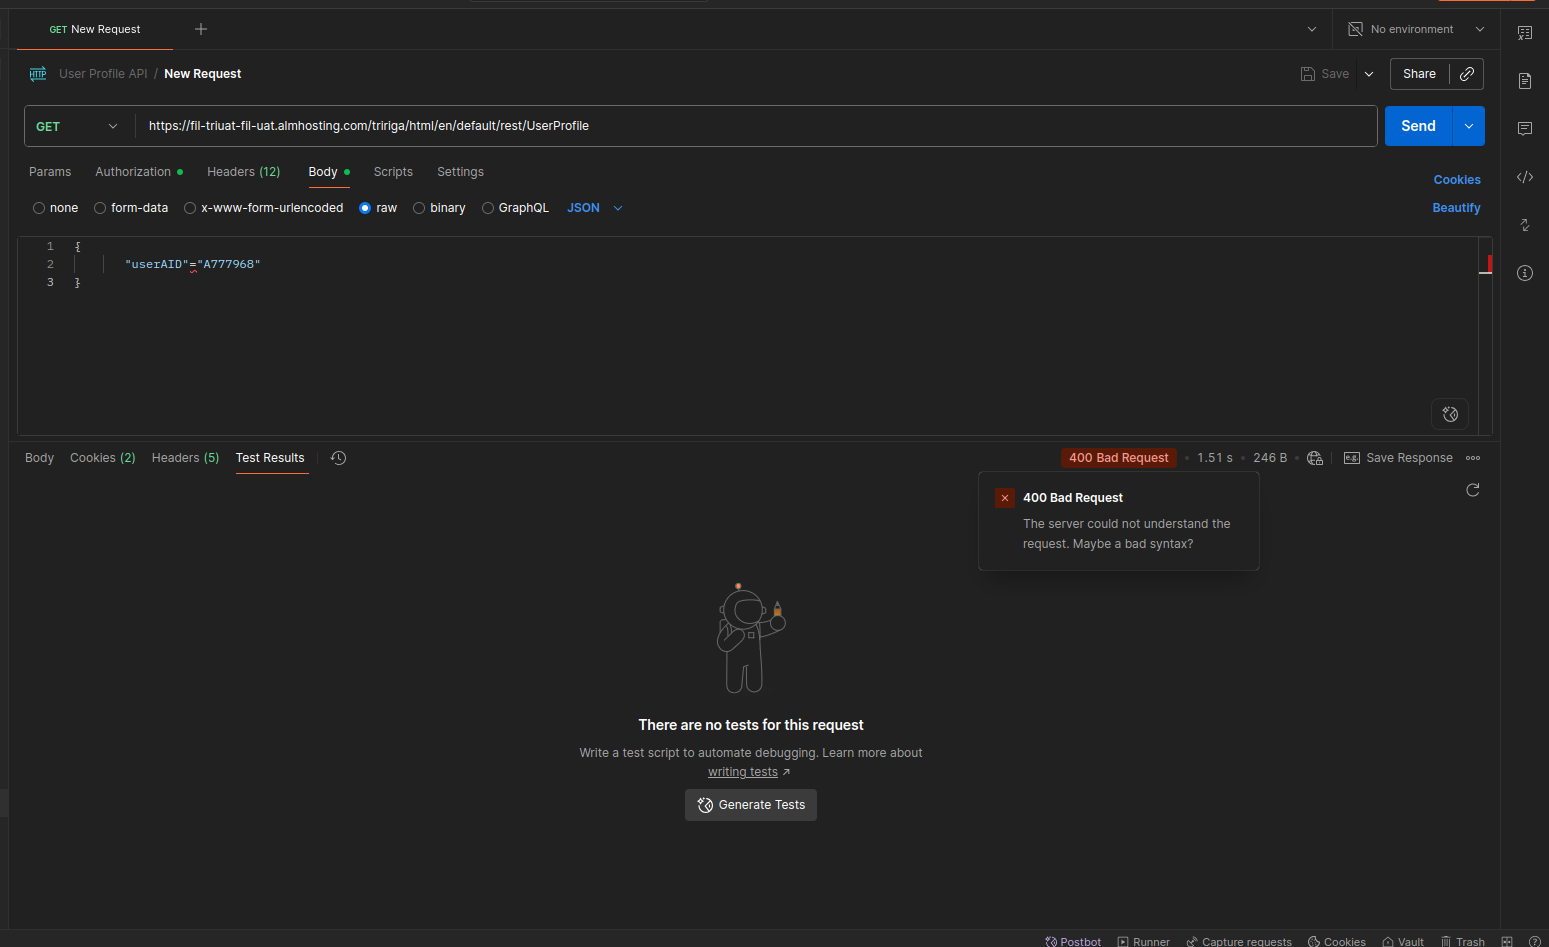 GET New Request
No environment
User Profile API / New Request
Save
Share
GET
https://fil-triuat-fil-uat.almhosting.com/tririga/html/en/default/rest/UserProfile
Send
Params
Authorization
Headers (12)
Body
Scripts
Settings
Cookies
none
form-data
x-www-form-urlencoded
raw
binary
GraphQL
JSON
Beautify
1 {
2 "userAID"="A777968"
3 }
Body
Cookies (2)
Headers (5)
Test Results
400 Bad Request
1.51 s
246 B
Save Response
400 Bad Request
The server could not understand the
request. Maybe a bad syntax?
There are no tests for this request
Write a test script to automate debugging. Learn more about
writing tests ↗
Generate Tests
Postbot
Runner
Capture requests
Cookies
Vault
Trash